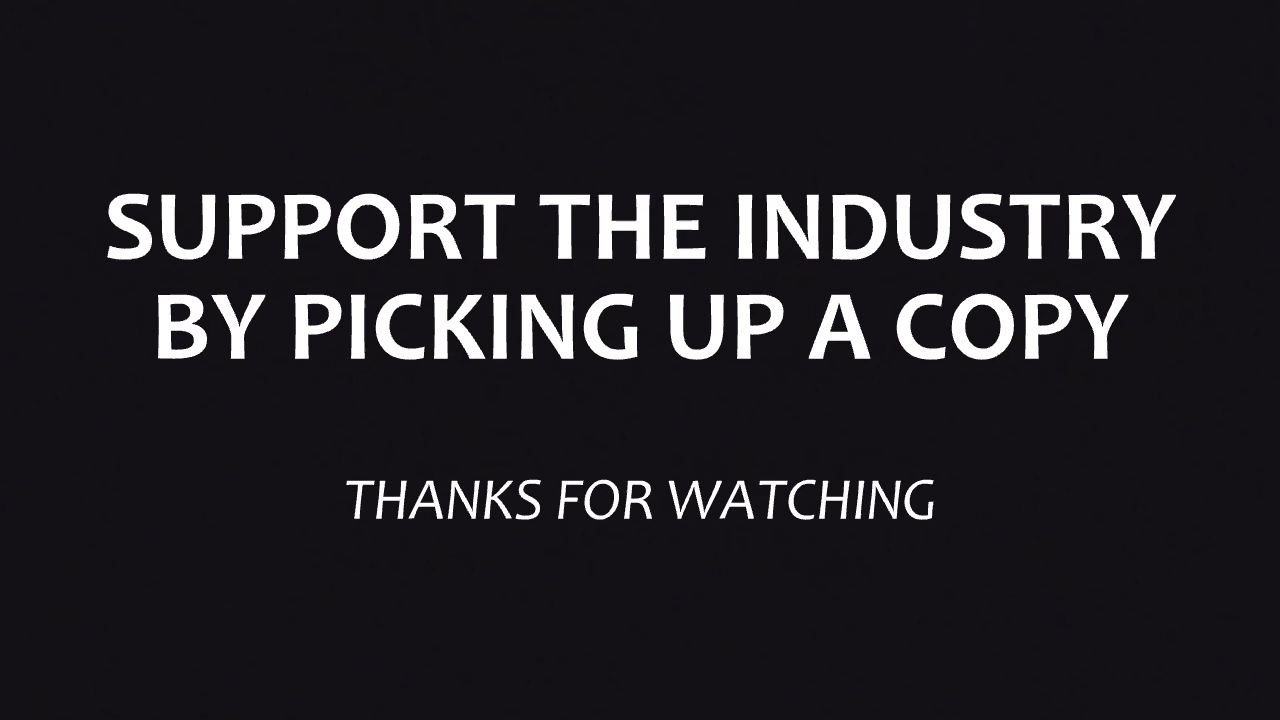 SUPPORT THE INDUSTRY
BY PICKING UP A COPY
THANKS FOR WATCHING